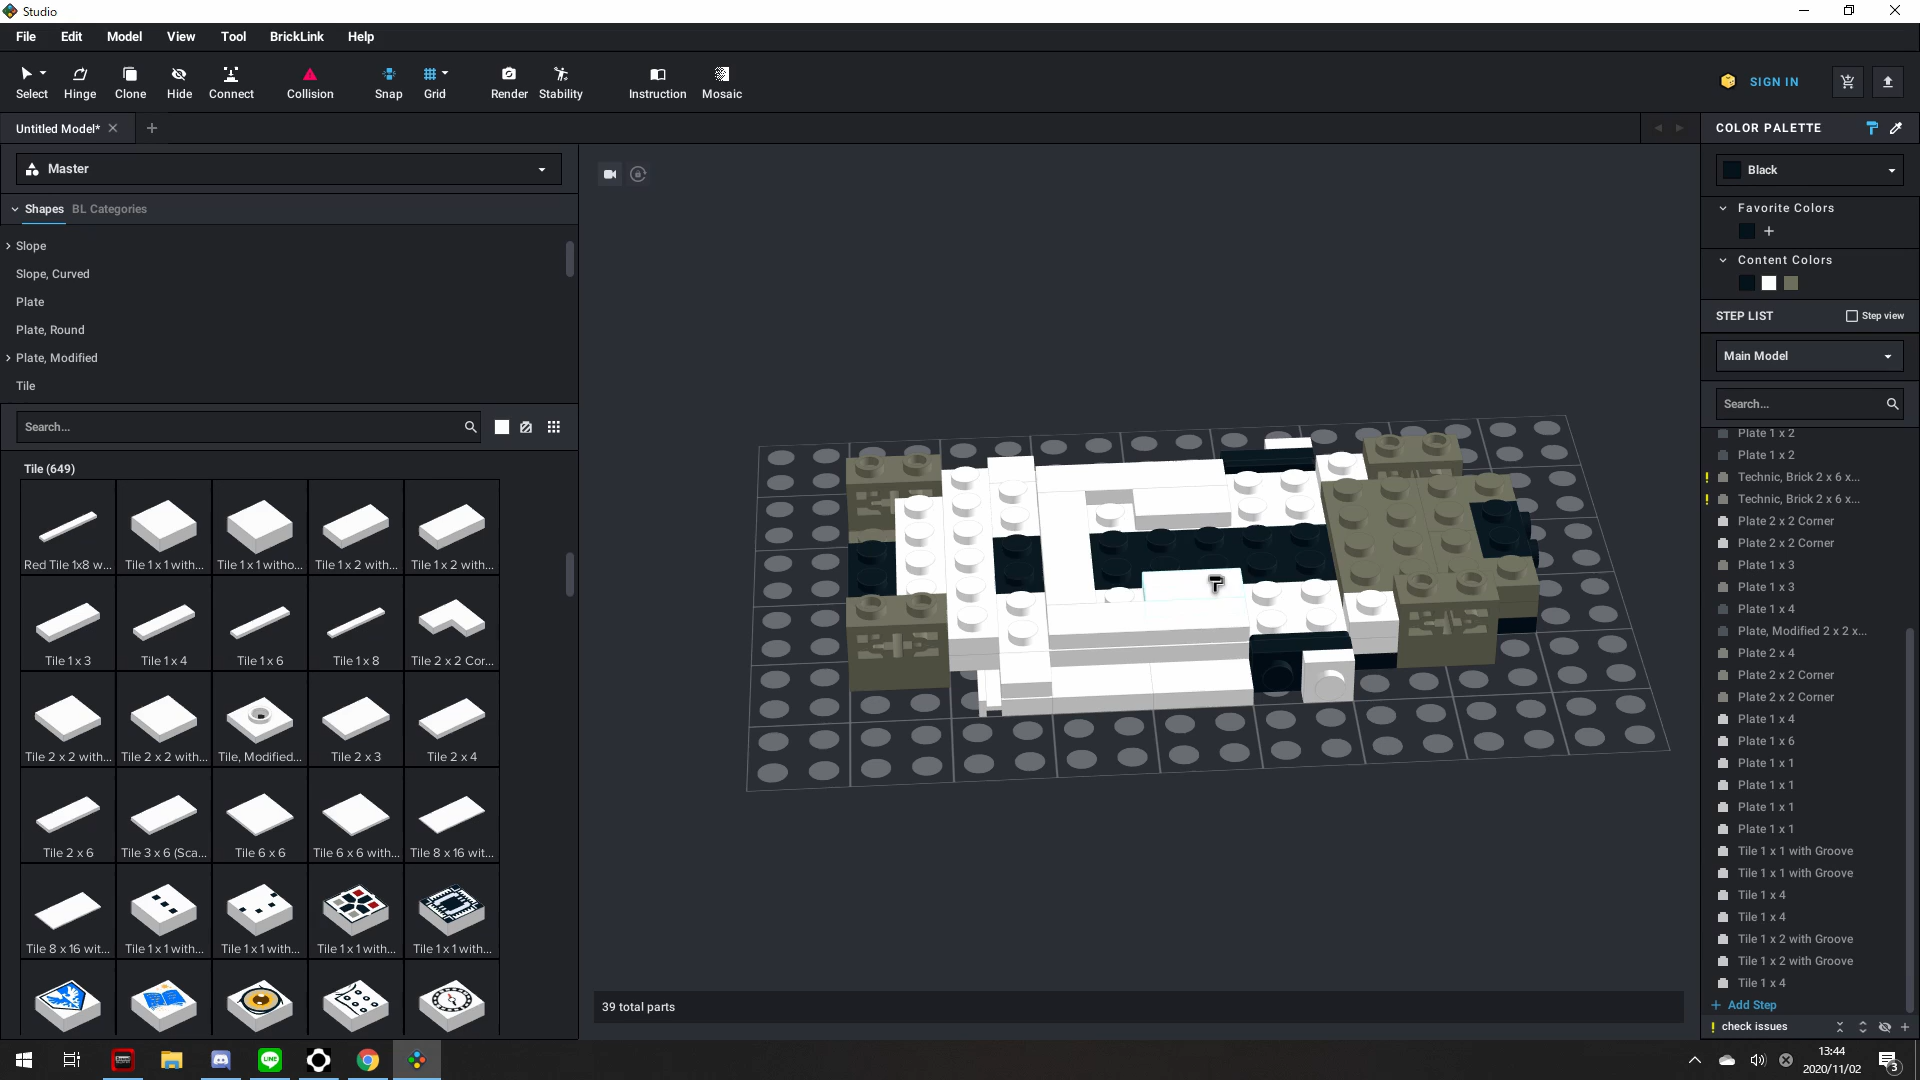 Studio
File Edit Model View Tool BrickLink Help
Select Hinge Clone Hide Connect Collision Snap Grid Render Stability Instruction Mosaic
SIGN IN
Untitled Model*
COLOR PALETTE
Master
Black
Shapes BL Categories
Favorite Colors
Slope
Slope, Curved
Content Colors
Plate
STEP LIST Step view
Plate, Round
Plate, Modified
Main Model
Tile
Search...
Search...
Tile (649)
Red Tile 1x8 w... Tile 1 x 1 with... Tile 1 x 1 witho... Tile 1 x 2 with... Tile 1 x 2 with...
Tile 1 x 3 Tile 1 x 4 Tile 1 x 6 Tile 1 x 8 Tile 2 x 2 Cor...
Tile 2 x 2 with... Tile 2 x 2 with... Tile, Modified... Tile 2 x 3 Tile 2 x 4
Tile 2 x 6 Tile 3 x 6 (Sca... Tile 6 x 6 Tile 6 x 6 with... Tile 8 x 16 wit...
Tile 8 x 16 wit... Tile 1 x 1 with... Tile 1 x 1 with... Tile 1 x 1 with... Tile 1 x 1 with...
Plate 1 x 2
Plate 1 x 2
! Technic, Brick 2 x 6 x...
! Technic, Brick 2 x 6 x...
Plate 2 x 2 Corner
Plate 2 x 2 Corner
Plate 1 x 3
Plate 1 x 3
Plate 1 x 4
Plate, Modified 2 x 2 x...
Plate 2 x 4
Plate 2 x 2 Corner
Plate 2 x 2 Corner
Plate 1 x 4
Plate 1 x 6
Plate 1 x 1
Plate 1 x 1
Plate 1 x 1
Plate 1 x 1
Tile 1 x 1 with Groove
Tile 1 x 1 with Groove
Tile 1 x 4
Tile 1 x 4
Tile 1 x 2 with Groove
Tile 1 x 2 with Groove
Tile 1 x 4
+ Add Step
! check issues
39 total parts
LINE
13:44
2020/11/02
3